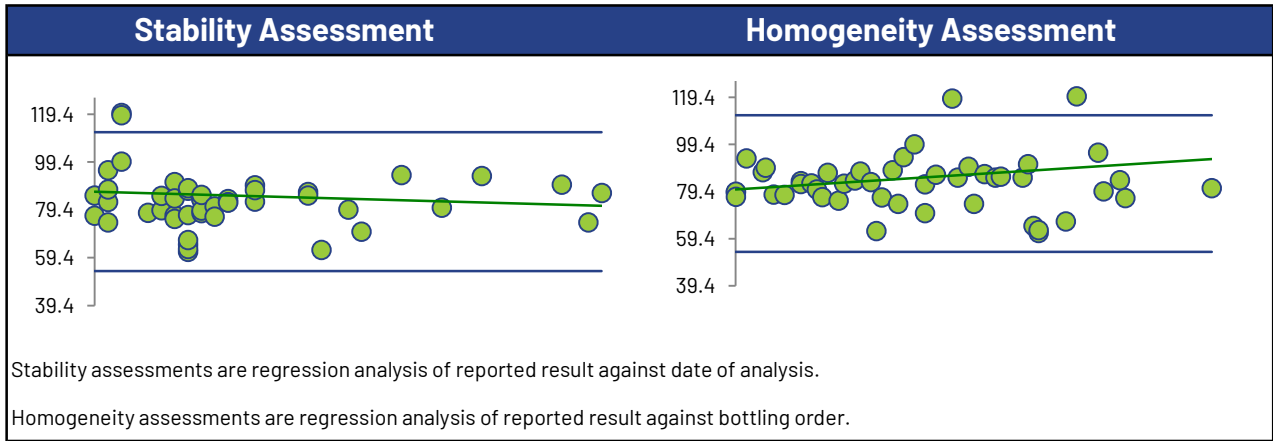 Stability Assessment
Homogeneity Assessment
119.4
99.4
79.4
59.4
39.4
119.4
99.4
79.4
59.4
39.4
Stability assessments are regression analysis of reported result against date of analysis.
Homogeneity assessments are regression analysis of reported result against bottling order.